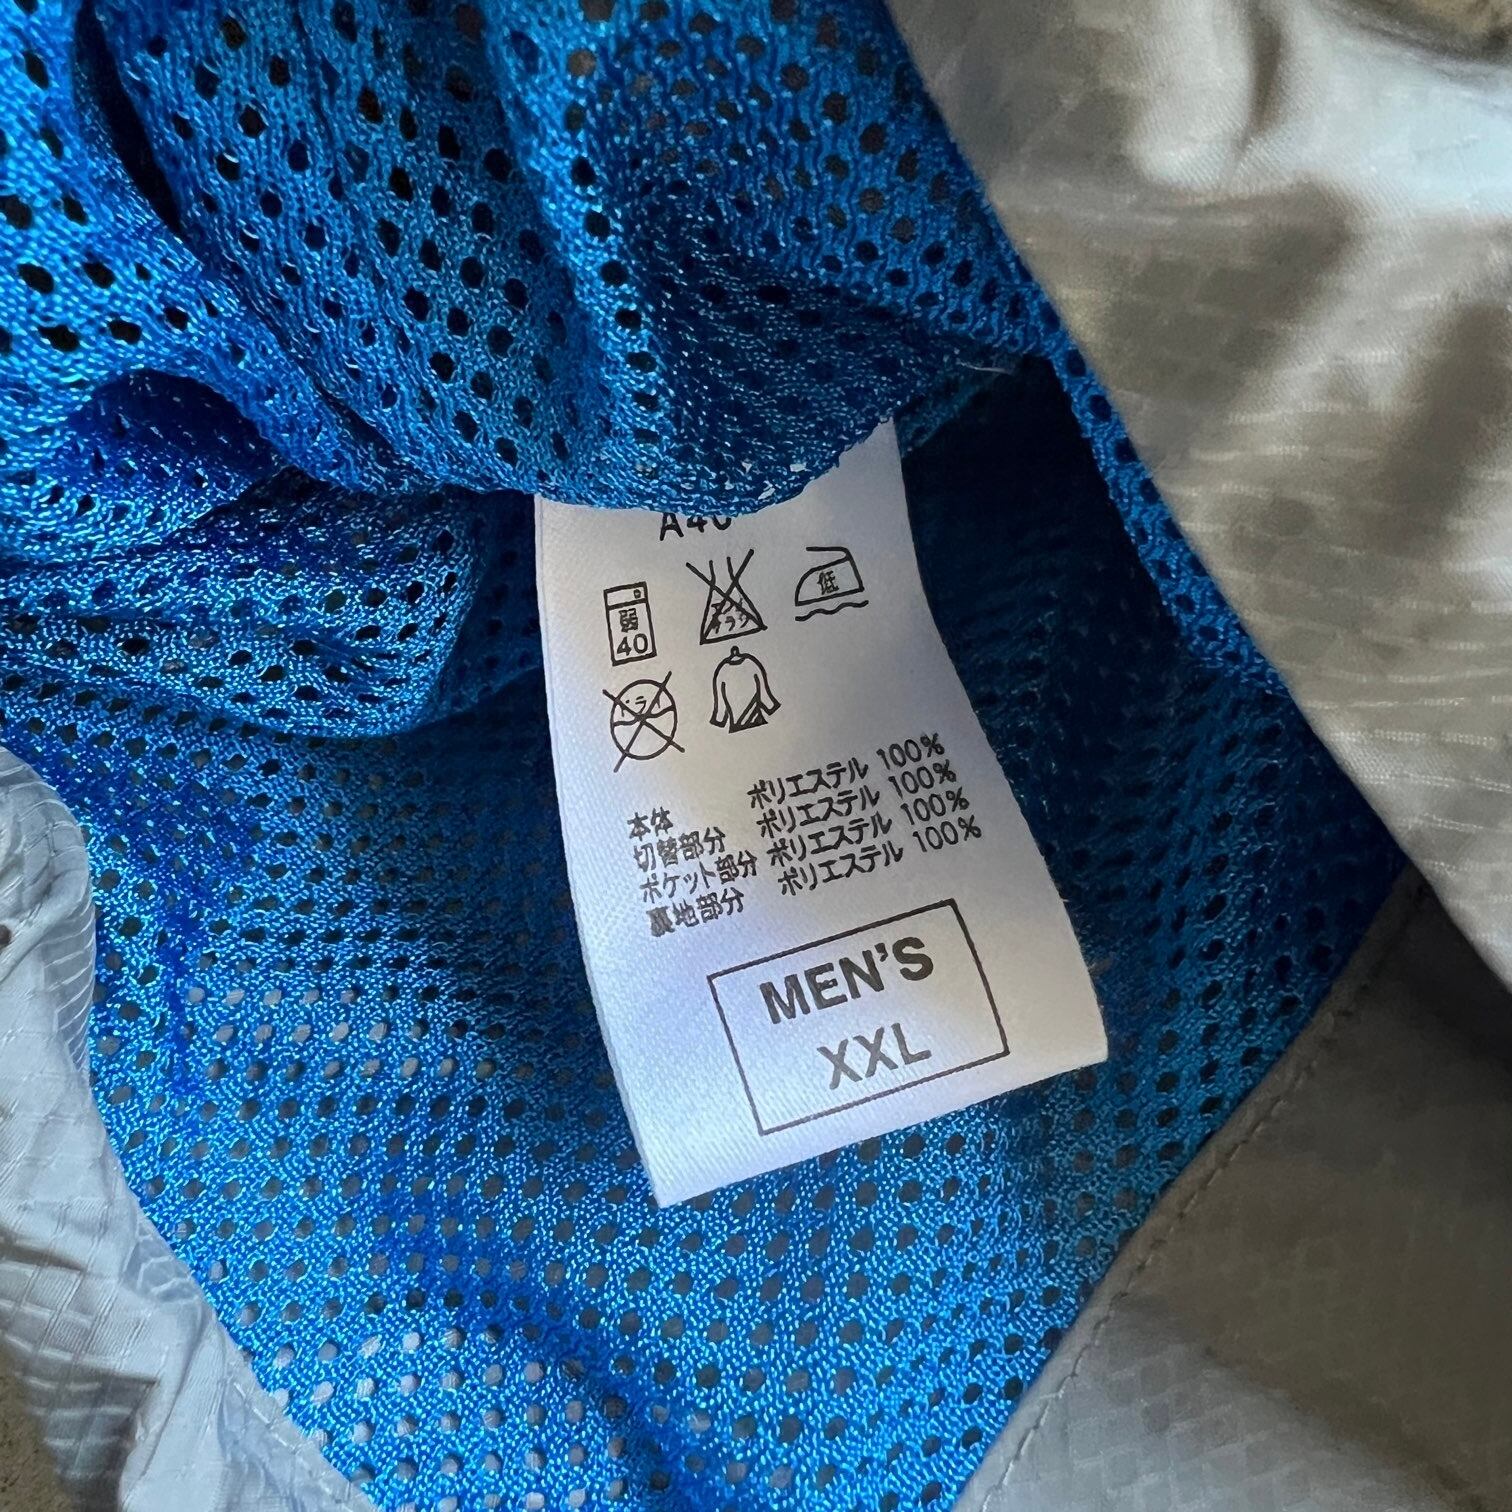 弱
40
低
本体 ポリエステル 100%
切替部分 ポリエステル 100%
ポケット部分 ポリエステル 100%
裏地部分 ポリエステル 100%
MEN'S
XXL